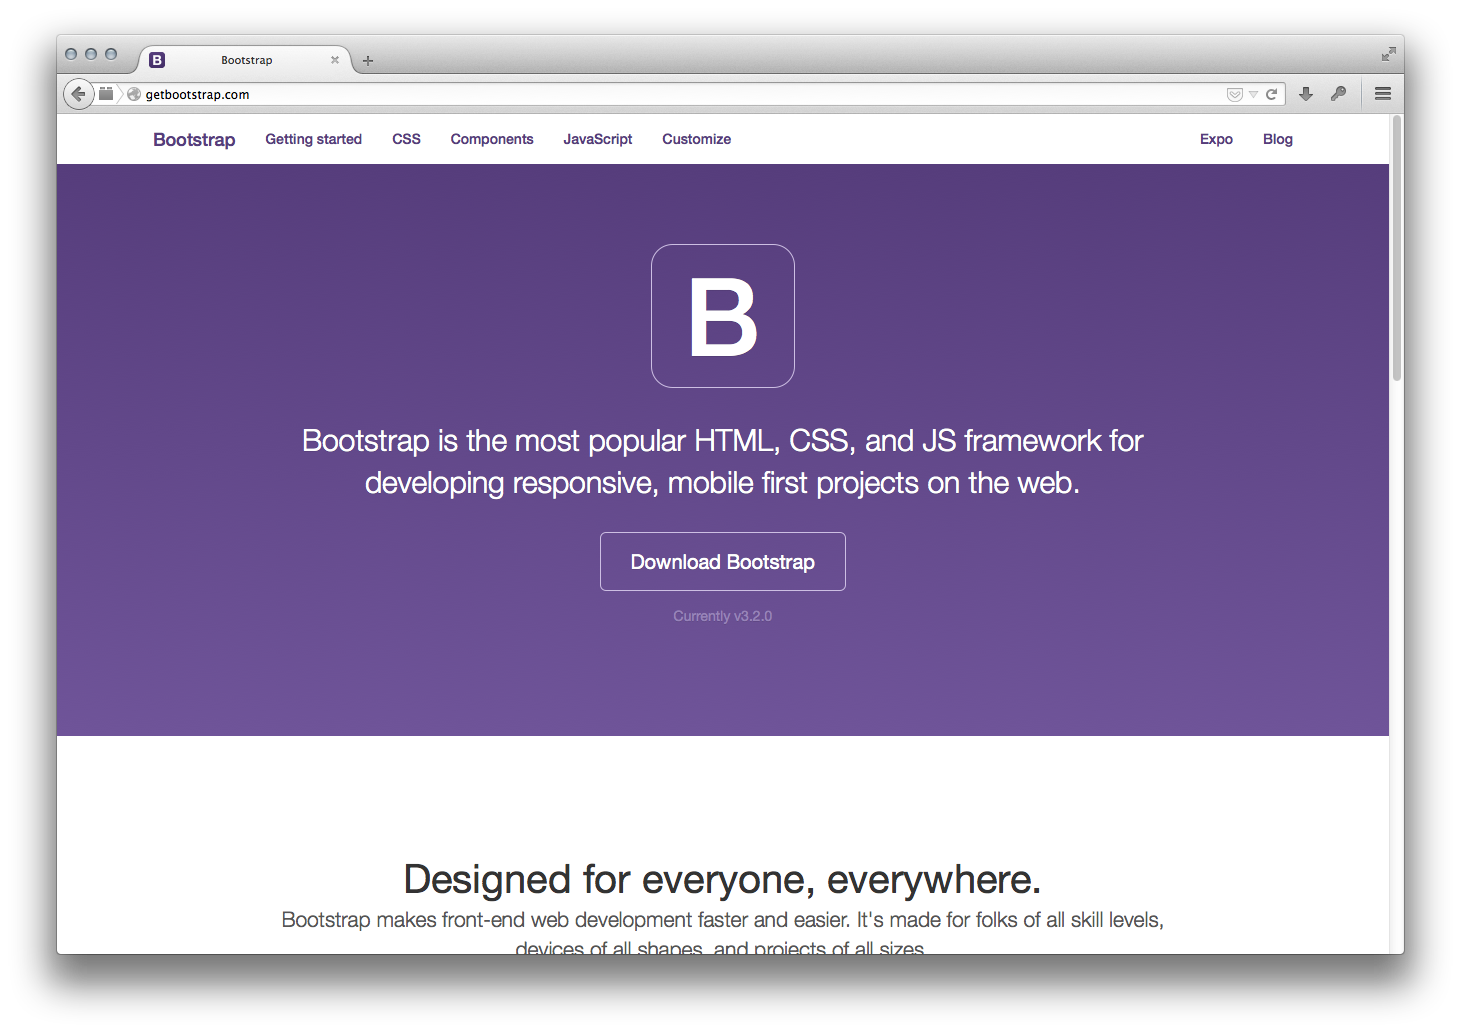 B Bootstrap
getbootstrap.com
Bootstrap Getting started CSS Components JavaScript Customize Expo Blog
B
Bootstrap is the most popular HTML, CSS, and JS framework for
developing responsive, mobile first projects on the web.
Download Bootstrap
Currently v3.2.0
Designed for everyone, everywhere.
Bootstrap makes front-end web development faster and easier. It's made for folks of all skill levels,
devices of all shapes, and projects of all sizes